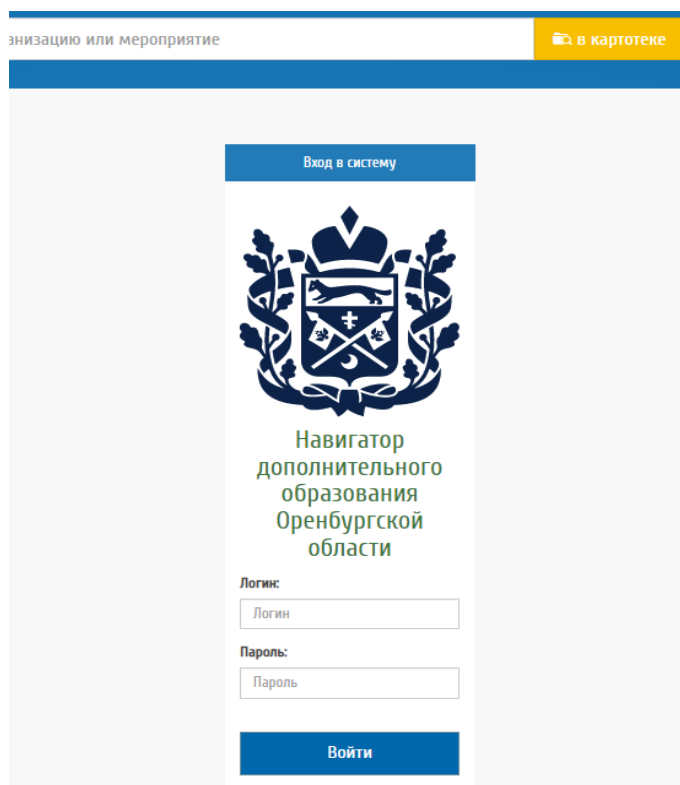 анизацию или мероприятие
в картотеке
Вход в систему
Навигатор
дополнительного
образования
Оренбургской
области
Логин:
Логин
Пароль:
Пароль
Войти